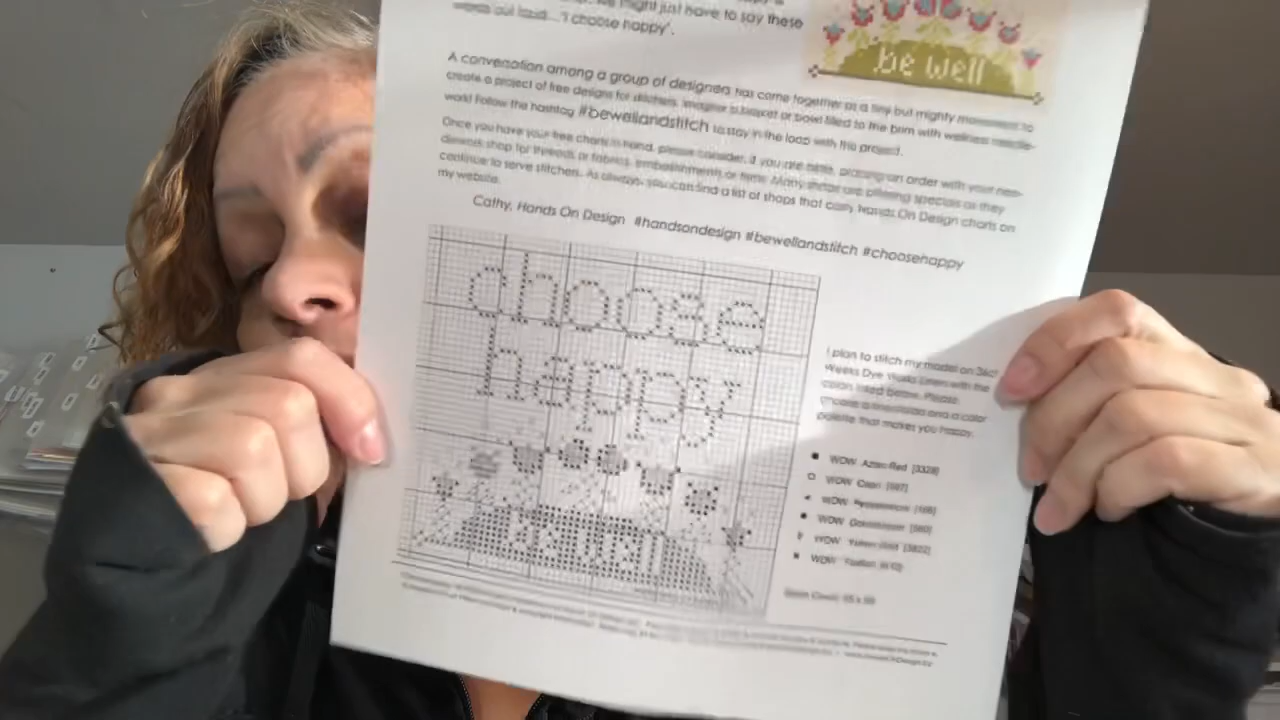 might just have to say these
words out loud... 'I choose happy'.
be well
A conversation among a group of designers has come together as a tiny but mighty movement to
create a project of free designs for stitchers. Imagine a basket or bowl filled to the brim with wellness needle-
work! Follow the hashtag #bewellandstitch to stay in the loop with this project.
Once you have your free charts in hand, please consider, if you are able, placing an order with your nee-
dlework shop for threads or fabrics, embellishments or trims. Many shops are offering specials as they
continue to serve stitchers. As always, you can find a list of shops that carry Hands On Design charts on
my website.
Cathy, Hands On Design #handsondesign #bewellandstitch #choosehappy
choose
happy
be well
I plan to stitch my model on 36ct
Weeks Dye Works Linen with the
colors listed below. Please
choose a linen/aida and a color
palette that makes you happy.
WDW Aztec Red [3328]
WDW
WDW
WDW
WDW
WDW